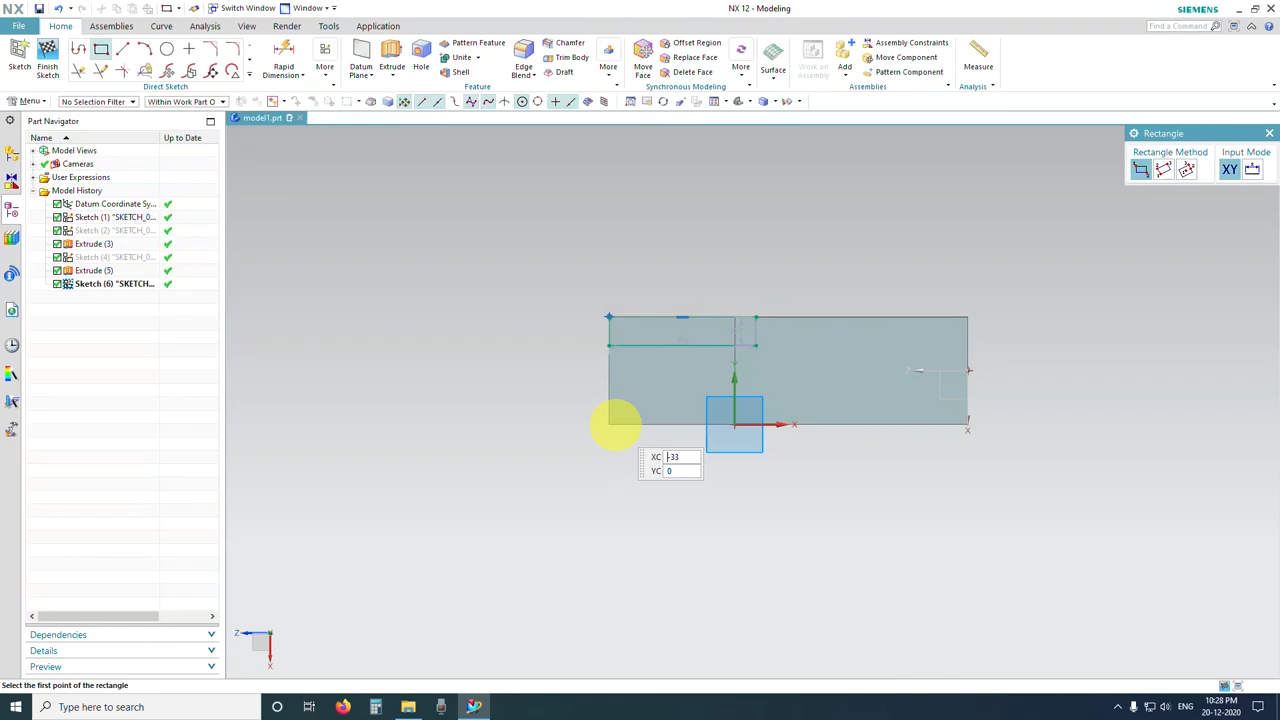 NX
Switch Window
Window
NX 12 - Modeling
SIEMENS
File
Home
Assemblies
Curve
Analysis
View
Render
Tools
Application
Find a Command
Sketch
Finish Sketch
Rapid Dimension
More
Direct Sketch
Datum Plane
Extrude
Hole
Pattern Feature
Unite
Shell
Edge Blend
Chamfer
Trim Body
Draft
More
Feature
Move Face
Offset Region
Replace Face
Delete Face
More
Synchronous Modeling
Surface
Work on Assembly
Add
Assembly Constraints
Move Component
Pattern Component
Assemblies
Measure
Analysis
Menu
No Selection Filter
Within Work Part O
Part Navigator
model1.prt
Name
Up to Date
Model Views
Cameras
User Expressions
Model History
Datum Coordinate Sy...
Sketch (1) "SKETCH_0...
Sketch (2) "SKETCH_0...
Extrude (3)
Sketch (4) "SKETCH_0...
Extrude (5)
Sketch (6) "SKETCH...
Dependencies
Details
Preview
Rectangle
Rectangle Method
Input Mode
XY
Z
X
X
XC -33
YC 0
Z
X
Select the first point of the rectangle
Type here to search
ENG
10:28 PM
20-12-2020